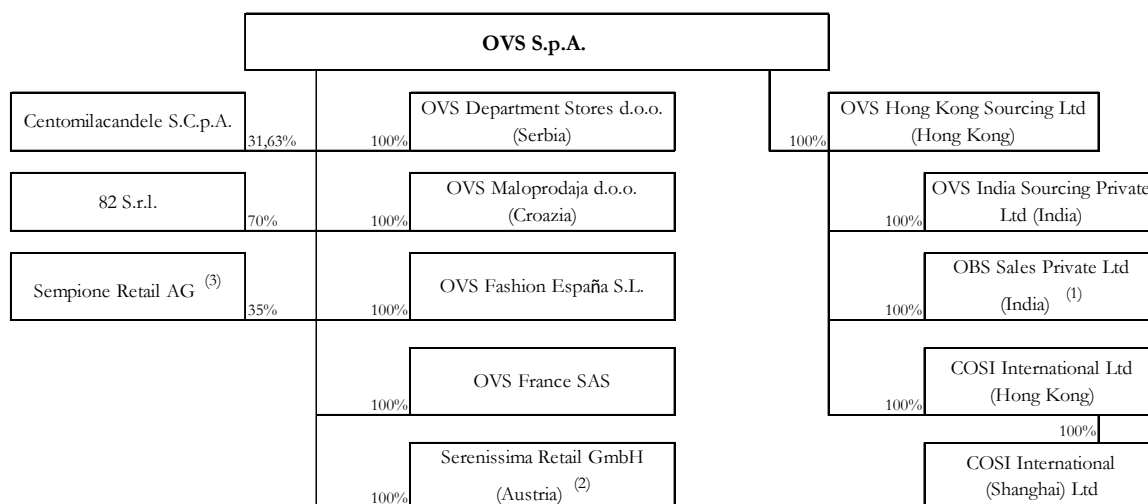 OVS S.p.A.
Centomilacandele S.C.p.A.
31,63%
82 S.r.l.
70%
Sempione Retail AG (3)
35%
100%
OVS Department Stores d.o.o.
(Serbia)
100%
OVS Maloprodaja d.o.o.
(Croazia)
100%
OVS Fashion España S.L.
100%
OVS France SAS
100%
Serenissima Retail GmbH
(Austria) (2)
100%
OVS Hong Kong Sourcing Ltd
(Hong Kong)
100%
OVS India Sourcing Private
Ltd (India)
100%
OBS Sales Private Ltd
(India) (1)
100%
COSI International Ltd
(Hong Kong)
100%
COSI International
(Shanghai) Ltd